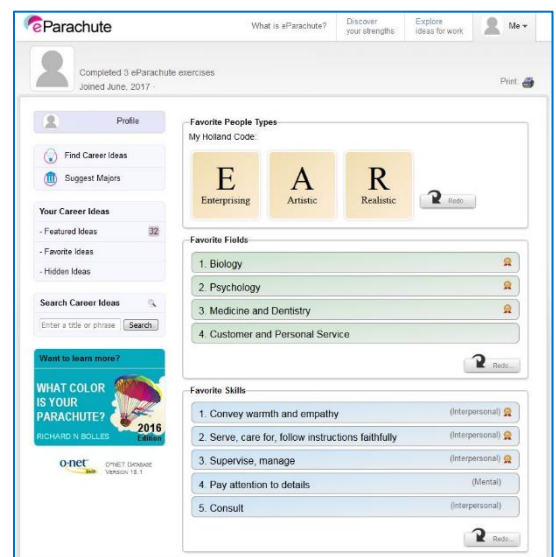 eParachute
What is eParachute?
Discover
your strengths
Explore
ideas for work
Me
Completed 3 eParachute exercises
Joined June, 2017 ·
Print:
Profile
Find Career Ideas
Suggest Majors
Your Career Ideas
- Featured Ideas 32
- Favorite Ideas
- Hidden Ideas
Search Career Ideas
Enter a title or phrase Search
Want to learn more?
WHAT COLOR
IS YOUR
PARACHUTE?
2016
RICHARD N BOLLES Edition
o·net O*NET DATABASE
VERSION 18.1
Favorite People Types
My Holland Code:
E A R
Enterprising Artistic Realistic
Redo...
Favorite Fields
1. Biology
2. Psychology
3. Medicine and Dentistry
4. Customer and Personal Service
Redo...
Favorite Skills
1. Convey warmth and empathy (Interpersonal)
2. Serve, care for, follow instructions faithfully (Interpersonal)
3. Supervise, manage (Interpersonal)
4. Pay attention to details (Mental)
5. Consult (Interpersonal)
Redo...